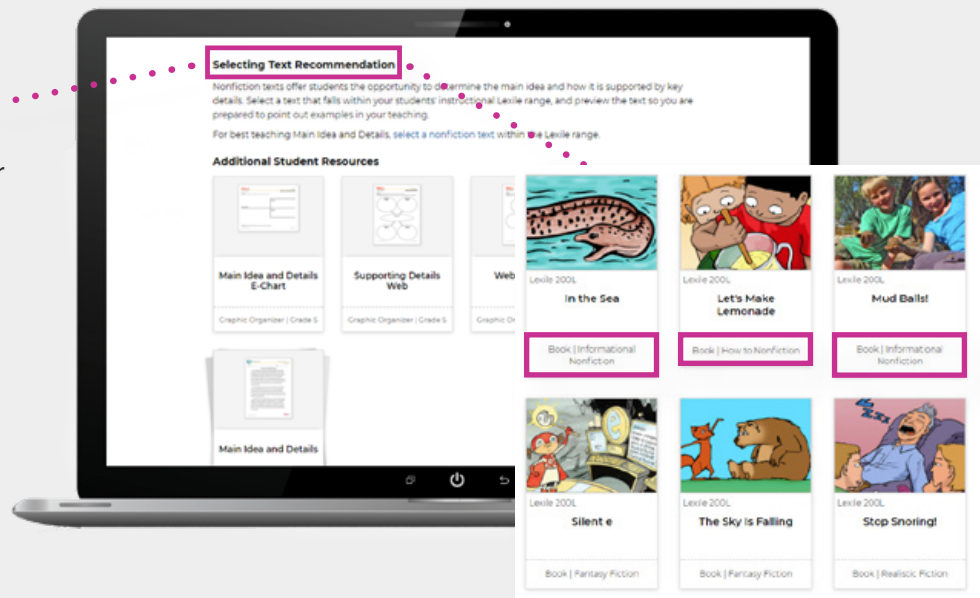 Selecting Text Recommendation
Nonfiction texts offer students the opportunity to determine the main idea and how it is supported by key
details. Select a text that falls within your students' instructional Lexile range, and preview the text so you are
prepared to point out examples in your teaching.
For best teaching Main Idea and Details, select a nonfiction text within the Lexile range.
Additional Student Resources
Main Idea and Details
E-Chart
Graphic Organizer | Grade 5
Supporting Details
Web
Graphic Organizer | Grade 5
Web
Graphic Or
Main Idea and Details
Lexile 200L
In the Sea
Book | Informational
Nonfiction
Lexile 200L
Let's Make
Lemonade
Book | How to Nonfiction
Lexile 200L
Mud Balls!
Book | Informational
Nonfiction
Lexile 200L
Silent e
Book | Fantasy Fiction
Lexile 200L
The Sky Is Falling
Book | Fantasy Fiction
Lexile 200L
Stop Snoring!
Book | Realistic Fiction